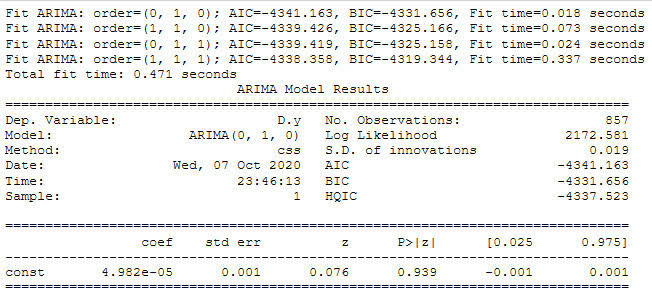 Fit ARIMA: order=(0, 1, 0); AIC=-4341.163, BIC=-4331.656, Fit time=0.018 seconds
Fit ARIMA: order=(1, 1, 0); AIC=-4339.426, BIC=-4325.166, Fit time=0.073 seconds
Fit ARIMA: order=(0, 1, 1); AIC=-4339.419, BIC=-4325.158, Fit time=0.024 seconds
Fit ARIMA: order=(1, 1, 1); AIC=-4338.358, BIC=-4319.344, Fit time=0.337 seconds
Total fit time: 0.471 seconds
ARIMA Model Results
==============================================================================
Dep. Variable: D.y No. Observations: 857
Model: ARIMA(0, 1, 0) Log Likelihood 2172.581
Method: css S.D. of innovations 0.019
Date: Wed, 07 Oct 2020 AIC -4341.163
Time: 23:46:13 BIC -4331.656
Sample: 1 HQIC -4337.523
==============================================================================
coef std err z P>|z| [0.025 0.975]
------------------------------------------------------------------------------
const 4.982e-05 0.001 0.076 0.939 -0.001 0.001
==============================================================================